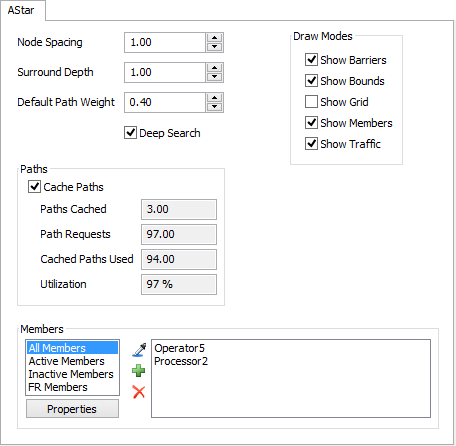 AStar
Node Spacing 1.00
Surround Depth 1.00
Default Path Weight 0.40
Deep Search
Draw Modes
Show Barriers
Show Bounds
Show Grid
Show Members
Show Traffic
Paths
Cache Paths
Paths Cached 3.00
Path Requests 97.00
Cached Paths Used 94.00
Utilization 97 %
Members
All Members
Active Members
Inactive Members
FR Members
Properties
Operator5
Processor2